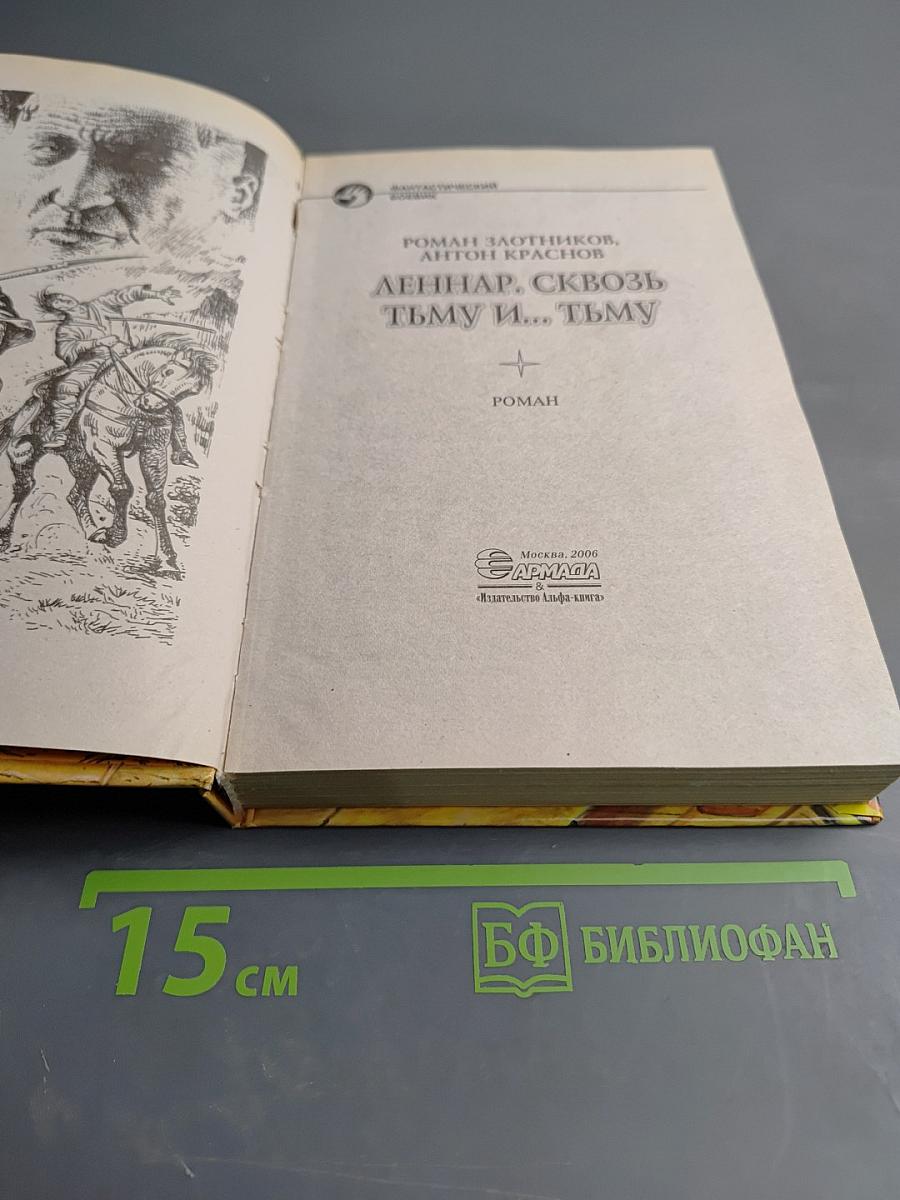 ФАНТАСТИЧЕСКИЙ
БОЕВИК
РОМАН ЗЛОТНИКОВ,
АНТОН КРАСНОВ
ЛЕННАР. СКВОЗЬ
ТЬМУ И... ТЬМУ
РОМАН
Москва, 2006
АРМАДА
&
«Издательство Альфа-книга»
15 см
БФ БИБЛИОФАН